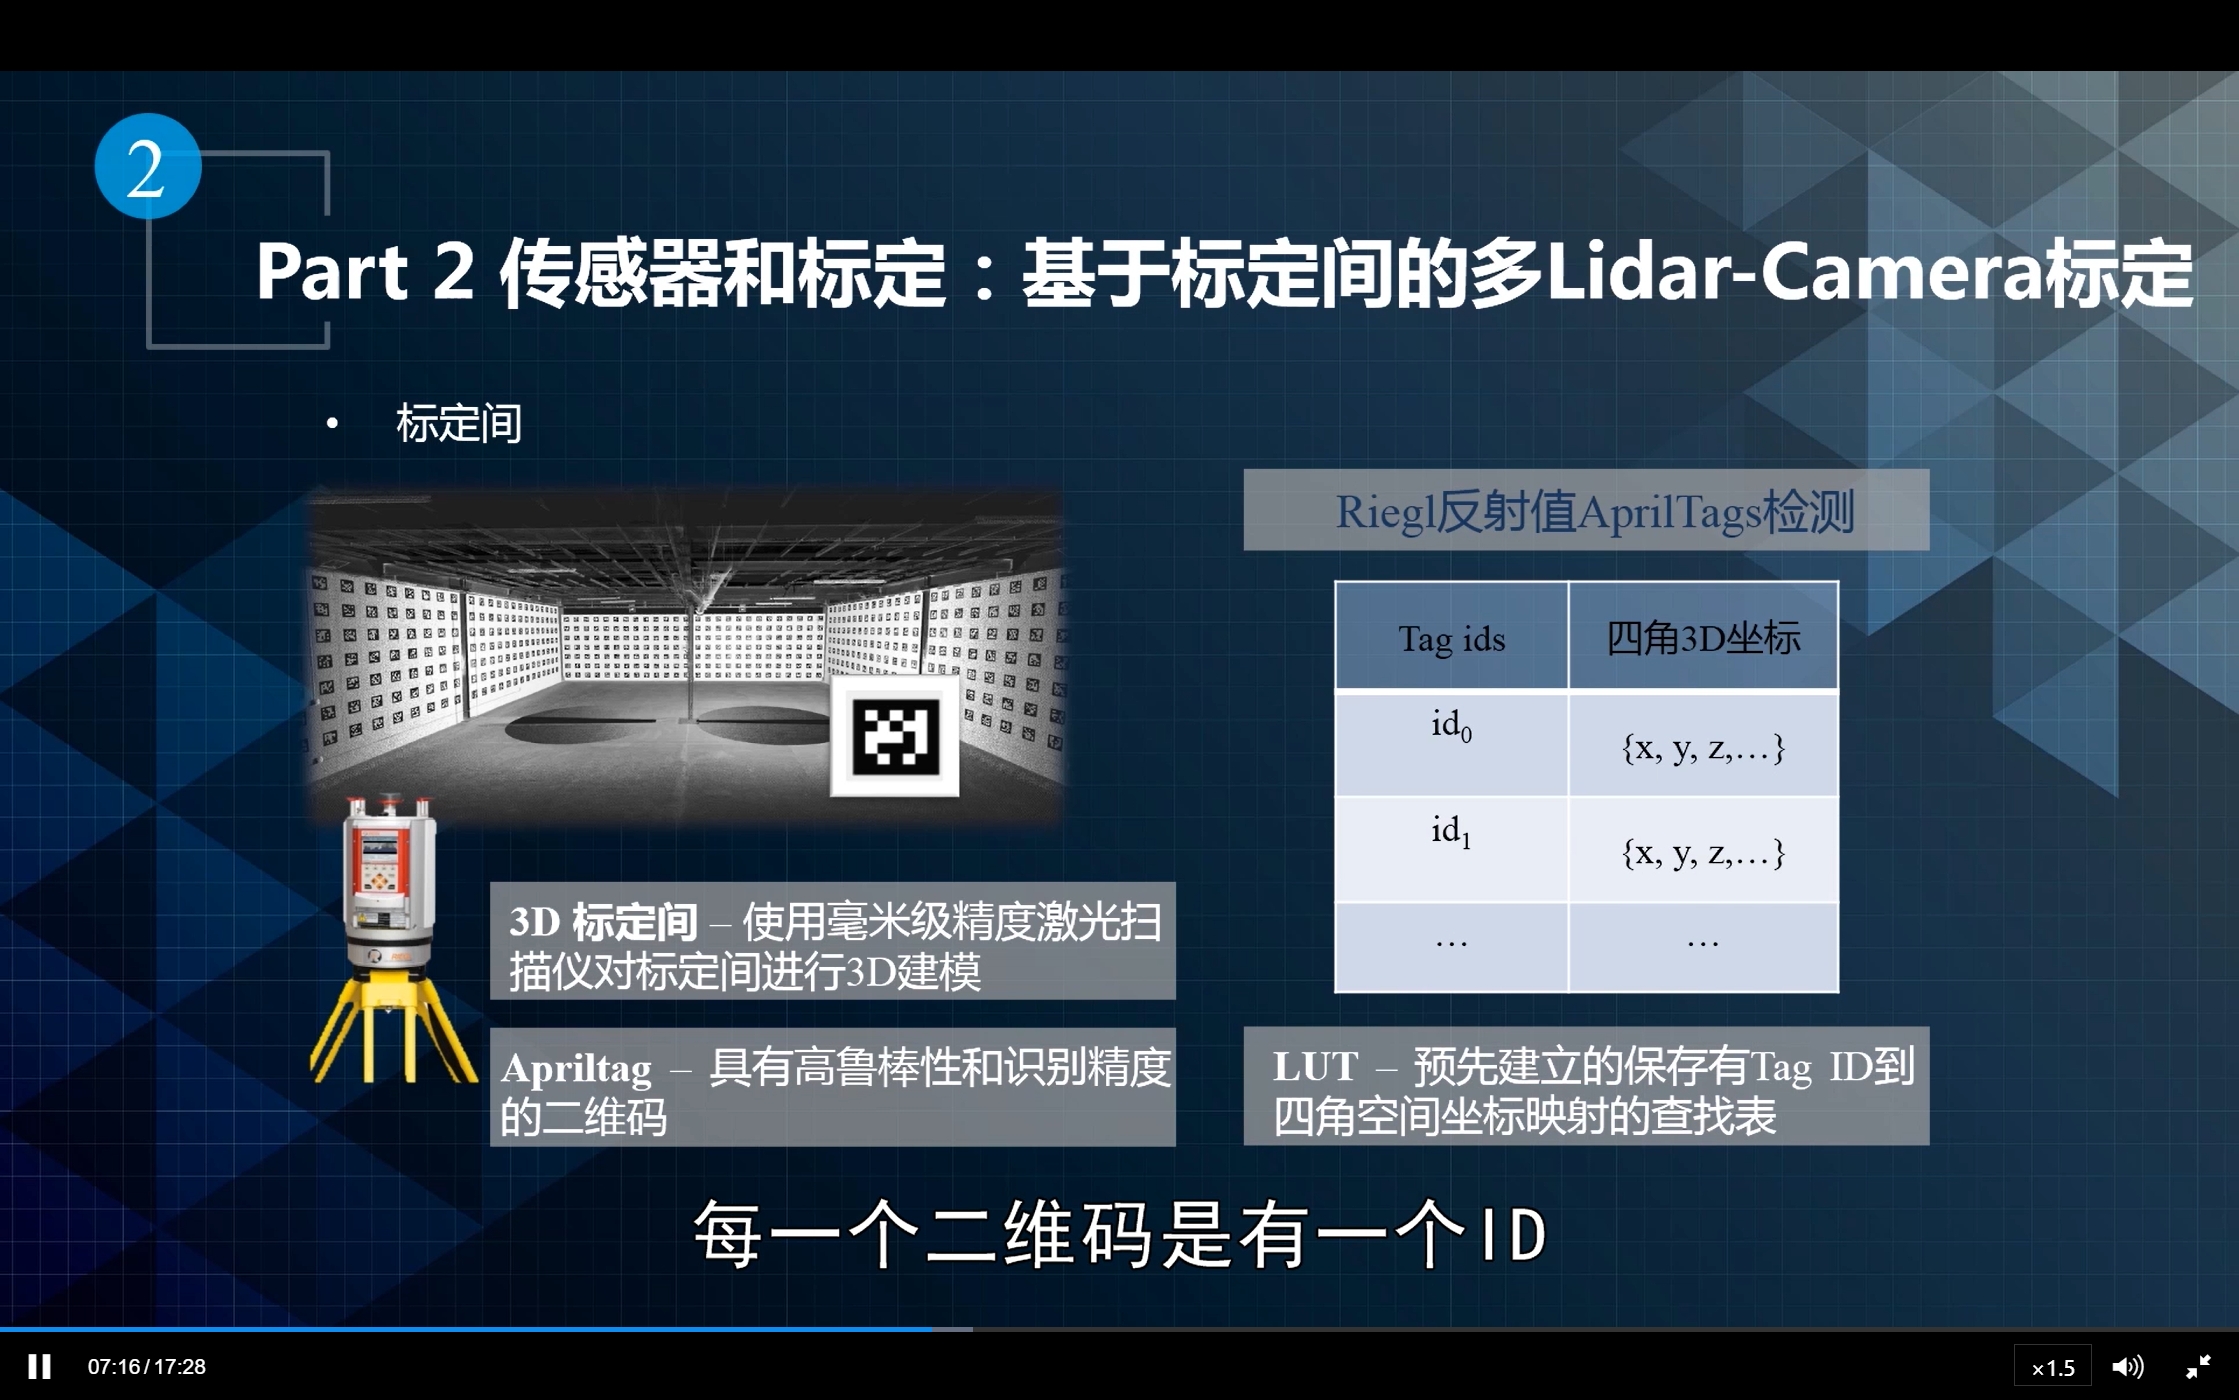 2
Part 2 传感器和标定：基于标定间的多Lidar-Camera标定
• 标定间
Riegl反射值AprilTags检测
Tag ids 四角3D坐标
id₀ {x, y, z,…}
id₁ {x, y, z,…}
… …
3D 标定间 – 使用毫米级精度激光扫
描仪对标定间进行3D建模
Apriltag – 具有高鲁棒性和识别精度
的二维码
LUT – 预先建立的保存有Tag ID到
四角空间坐标映射的查找表
每一个二维码是有一个ID
07:16/17:28
×1.5